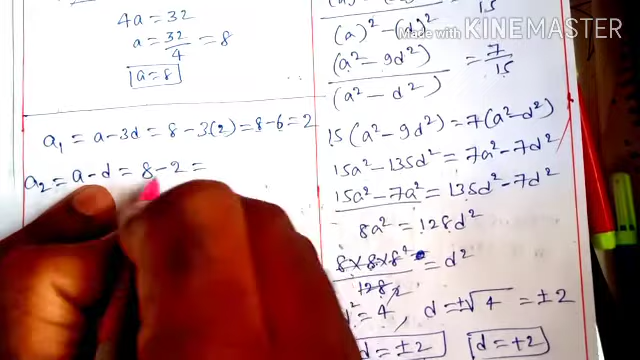 4a = 32
a = 32/4 = 8
a = 8
a₁ = a - 3d = 8 - 3(2) = 8 - 6 = 2
a₂ = a - d = 8 - 2 =
Made with KINEMASTER
15
(a)² - (d)²
(a² - 9d²) / (a² - d²) = 7/15
15(a² - 9d²) = 7(a² - d²)
15a² - 135d² = 7a² - 7d²
15a² - 7a² = 135d² - 7d²
8a² = 128d²
= d²
= 4, d = ±√4 = ±2
d = ±2 d = +2